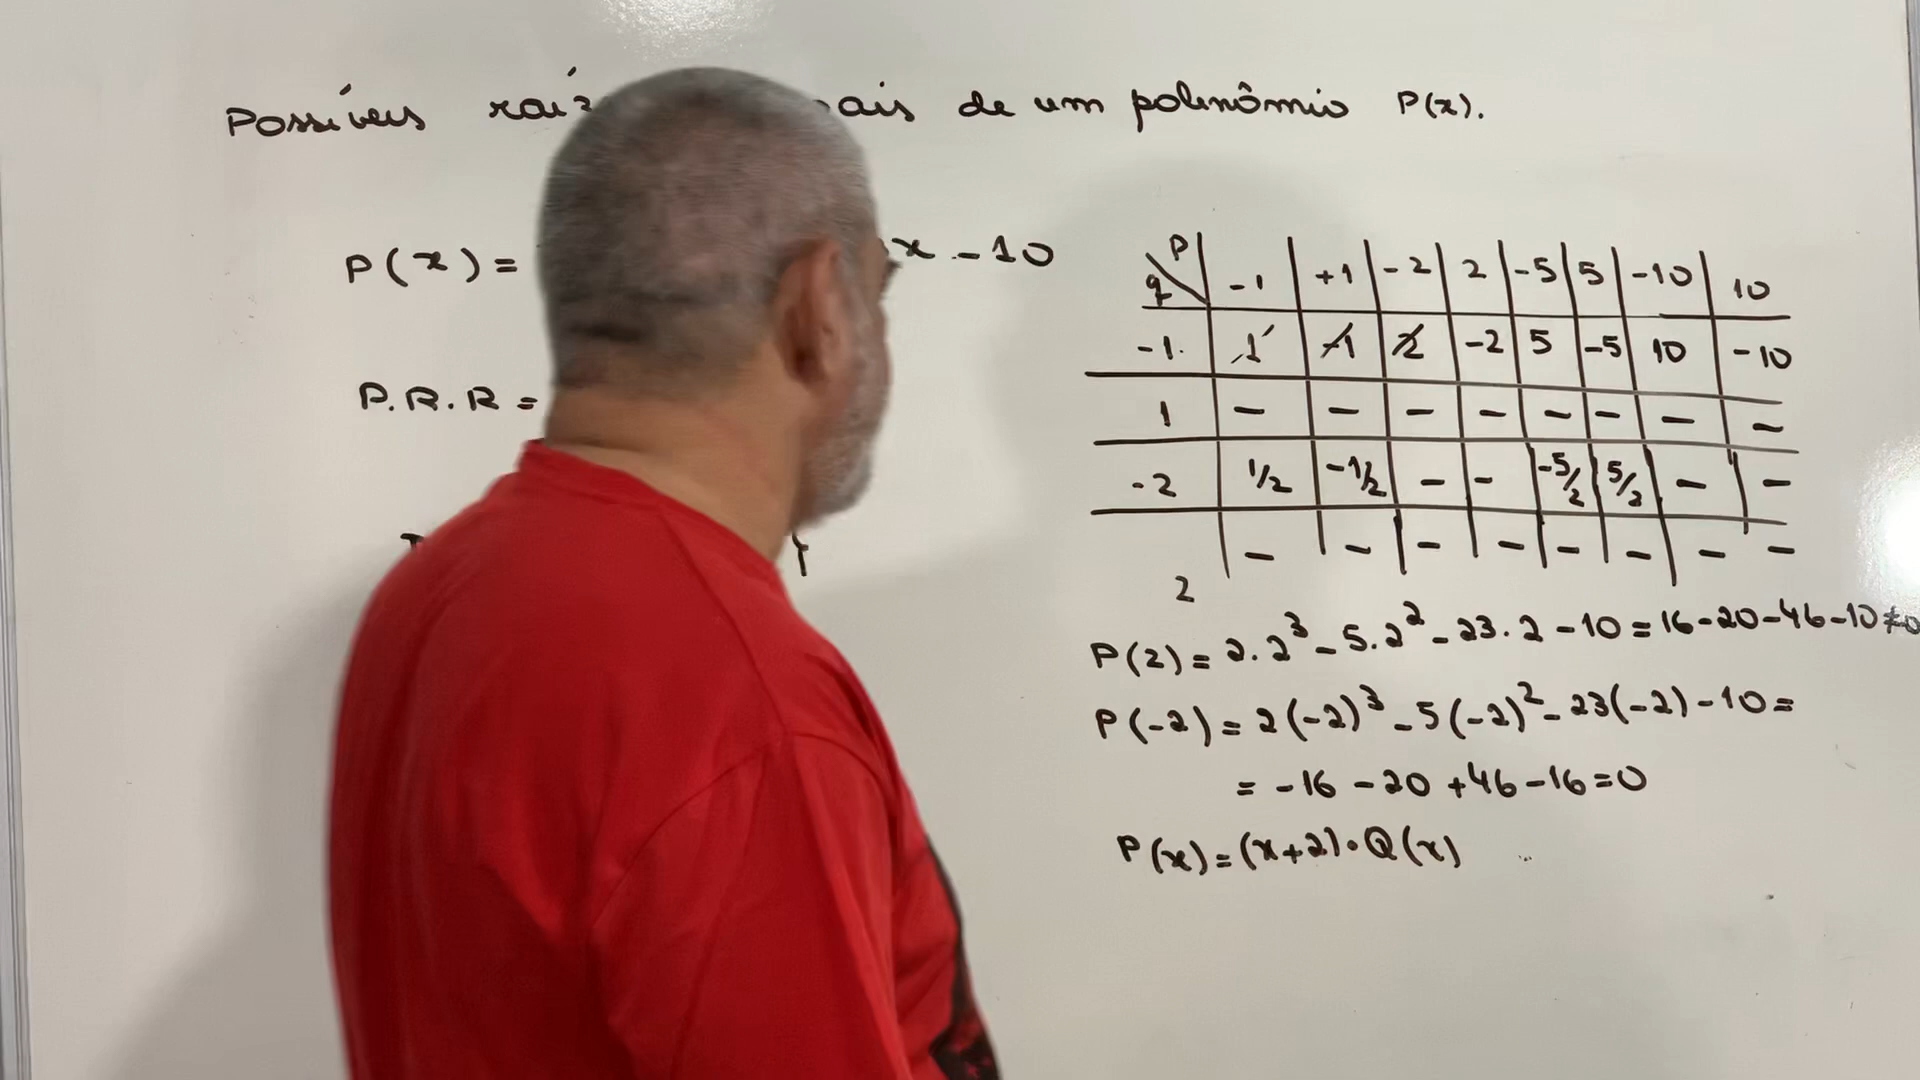 Possíveis raíz ais de um polinômio P(x).
P(x) = x - 10
P.R.R =
P q -1 +1 -2 2 -5 5 -10 10
-1 1 -1 2 -2 5 -5 10 -10
1 - - - - - - - -
-2 1/2 -1/2 - - -5/2 5/2 - -
2 - - - - - - - -
P(2) = 2.2³ - 5.2² - 23.2 - 10 = 16 - 20 - 46 - 10 ≠ 0
P(-2) = 2(-2)³ - 5(-2)² - 23(-2) - 10 =
= -16 - 20 + 46 - 16 = 0
P(x) = (x+2) • Q(x)